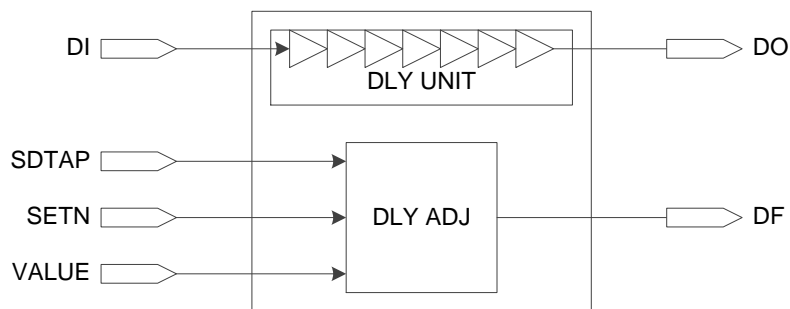 DI
DLY UNIT
DO
SDTAP
SETN
DLY ADJ
DF
VALUE